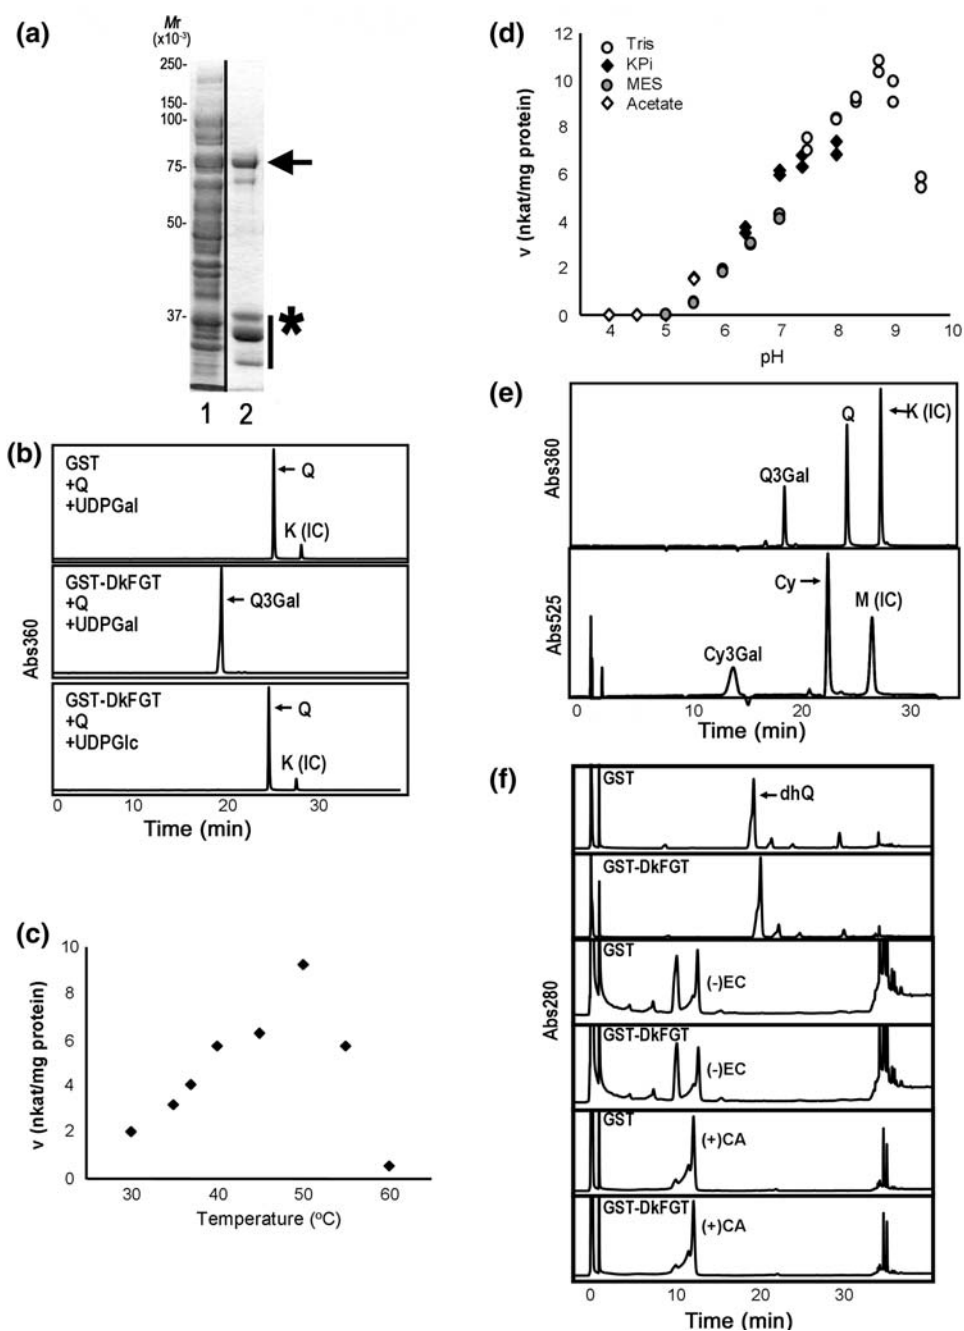 (a)
Mr
(x10-3)
250-
150-
100-
75-
50-
37-
*
1 2
(b)
Abs360
GST
+Q
+UDPGal
Q
K (IC)
GST-DkFGT
+Q
+UDPGal
Q3Gal
GST-DkFGT
+Q
+UDPGlc
Q
K (IC)
0 10 20 30
Time (min)
(c)
v (nkat/mg protein)
10
8
6
4
2
0
30 40 50 60
Temperature (oC)
(d)
v (nkat/mg protein)
12
10
8
6
4
2
0
Tris
KPi
MES
Acetate
4 5 6 7 8 9 10
pH
(e)
Abs360
Q3Gal
Q
K (IC)
Abs525
Cy3Gal
Cy
M (IC)
0 10 20 30
Time (min)
(f)
Abs280
GST
dhQ
GST-DkFGT
GST
(-)EC
GST-DkFGT
(-)EC
GST
(+)CA
GST-DkFGT
(+)CA
0 10 20 30
Time (min)